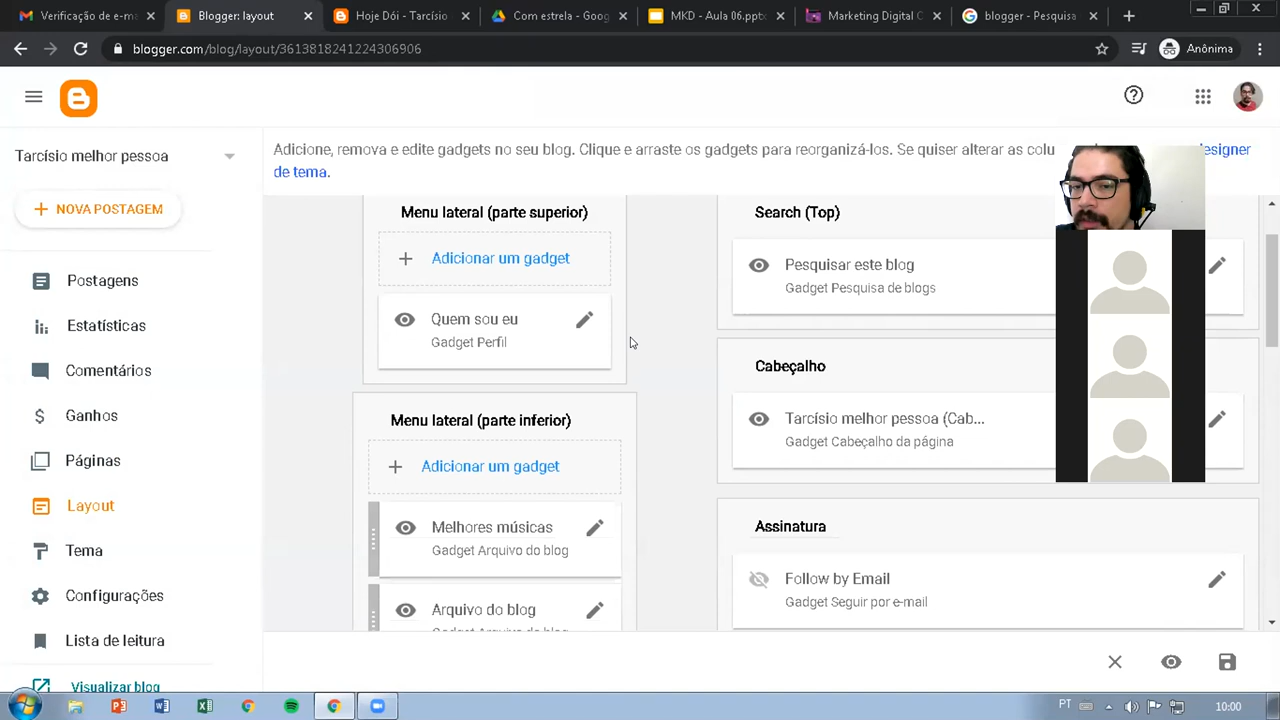 Verificação de e-ma
Blogger: layout
Hoje Dói - Tarcísio
Com estrela - Goog
MKD - Aula 06.pptx
Marketing Digital C
blogger - Pesquisa
blogger.com/blog/layout/3613818241224306906
Anônima
Tarcísio melhor pessoa
NOVA POSTAGEM
Postagens
Estatísticas
Comentários
Ganhos
Páginas
Layout
Tema
Configurações
Lista de leitura
Visualizar blog
Adicione, remova e edite gadgets no seu blog. Clique e arraste os gadgets para reorganizá-los. Se quiser alterar as colu
esigner
de tema.
Menu lateral (parte superior)
Adicionar um gadget
Quem sou eu
Gadget Perfil
Menu lateral (parte inferior)
Adicionar um gadget
Melhores músicas
Gadget Arquivo do blog
Arquivo do blog
Gadget Arquivo do blog
Search (Top)
Pesquisar este blog
Gadget Pesquisa de blogs
Cabeçalho
Tarcísio melhor pessoa (Cab...
Gadget Cabeçalho da página
Assinatura
Follow by Email
Gadget Seguir por e-mail
PT
10:00